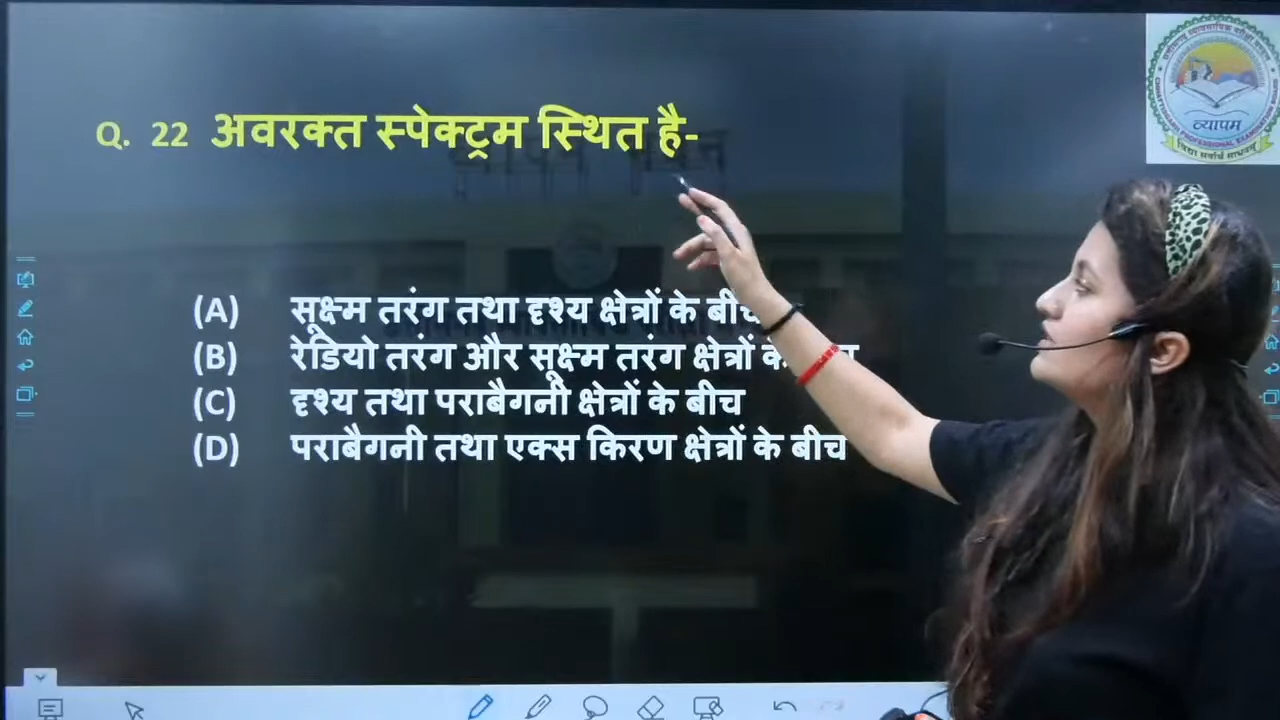 Q. 22 अवरक्त स्पेक्ट्रम स्थित है-
(A) सूक्ष्म तरंग तथा दृश्य क्षेत्रों के बीच
(B) रेडियो तरंग और सूक्ष्म तरंग क्षेत्रों
(C) दृश्य तथा पराबैगनी क्षेत्रों के बीच
(D) पराबैगनी तथा एक्स किरण क्षेत्रों के बीच
व्यापम